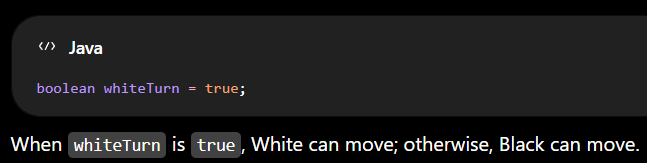 </> Java
boolean whiteTurn = true;
When whiteTurn is true, White can move; otherwise, Black can move.